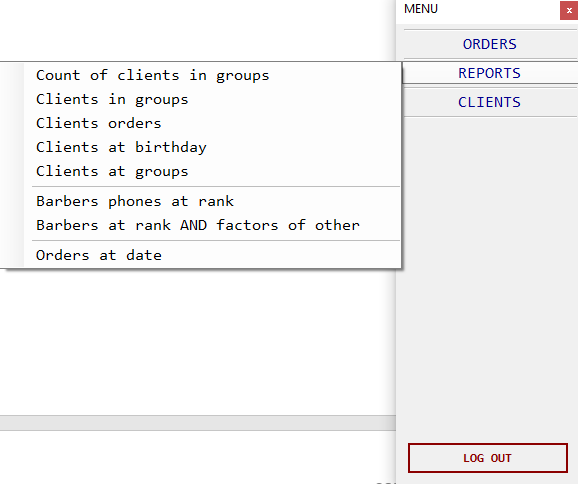 MENU
x
ORDERS
REPORTS
CLIENTS
Count of clients in groups
Clients in groups
Clients orders
Clients at birthday
Clients at groups
Barbers phones at rank
Barbers at rank AND factors of other
Orders at date
LOG OUT